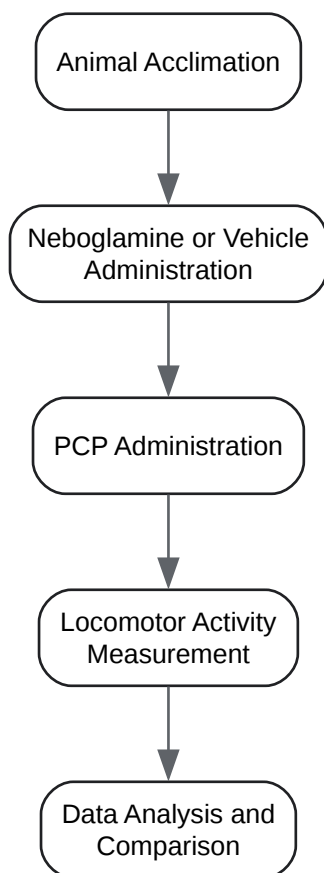 Animal Acclimation
Neboglamine or Vehicle
Administration
PCP Administration
Locomotor Activity
Measurement
Data Analysis and
Comparison